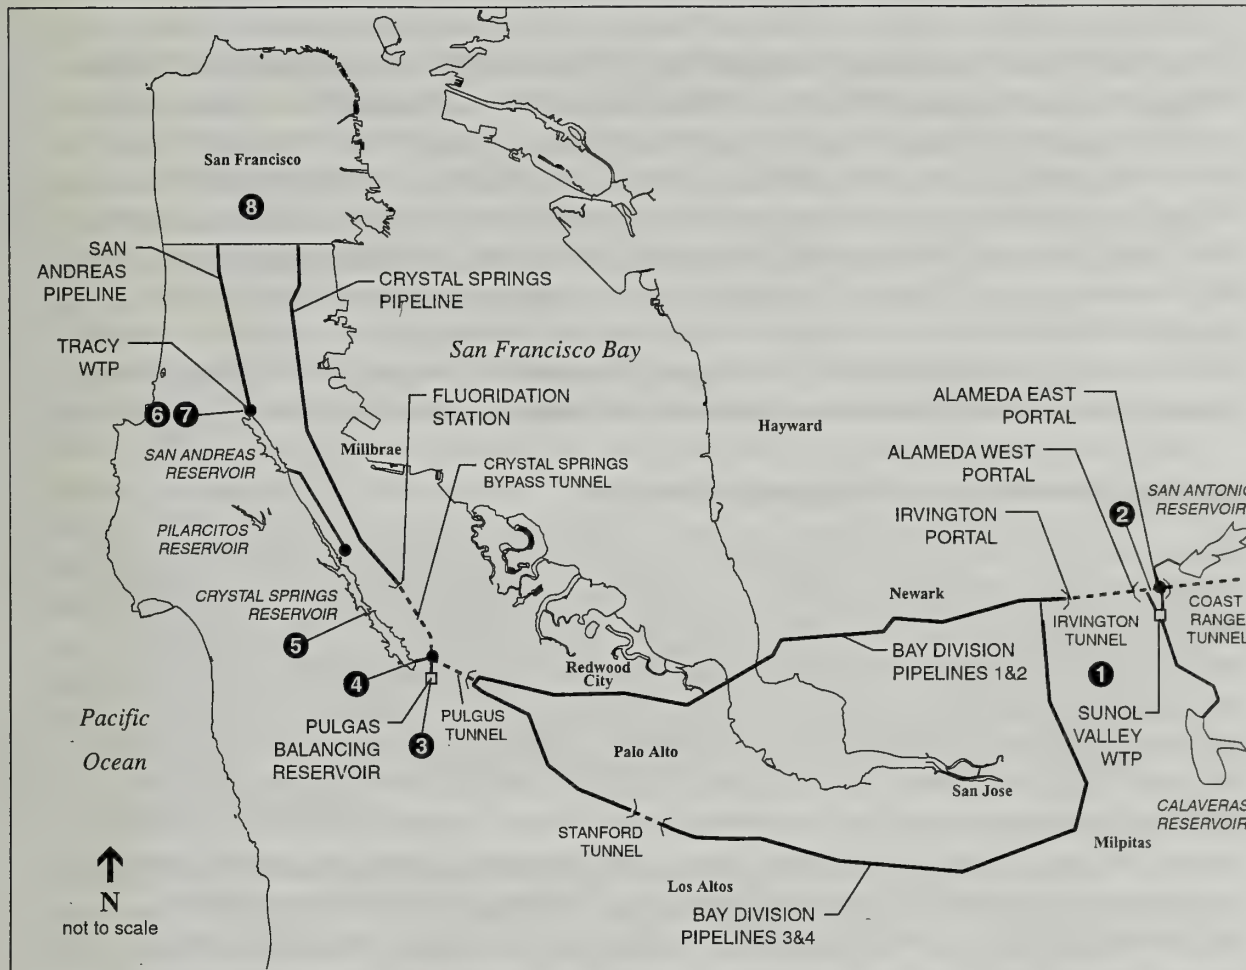 San Francisco
8
SAN
ANDREAS
PIPELINE
CRYSTAL SPRINGS
PIPELINE
TRACY
WTP
San Francisco Bay
6 7
FLUORIDATION
STATION
ALAMEDA EAST
PORTAL
Hayward
Millbrae
SAN ANDREAS
RESERVOIR
CRYSTAL SPRINGS
BYPASS TUNNEL
ALAMEDA WEST
PORTAL
SAN ANTONIO
RESERVOIR
2
IRVINGTON
PORTAL
PILARCITOS
RESERVOIR
CRYSTAL SPRINGS
RESERVOIR
5
Newark
IRVINGTON
TUNNEL
COAST
RANGE
TUNNEL
BAY DIVISION
PIPELINES 1&2
1
4
Redwood
City
PULGAS
BALANCING
RESERVOIR
3
PULGUS
TUNNEL
SUNOL
VALLEY
WTP
Pacific
Ocean
Palo Alto
San Jose
CALAVERAS
RESERVOIR
STANFORD
TUNNEL
Milpitas
Los Altos
BAY DIVISION
PIPELINES 3&4
N
not to scale